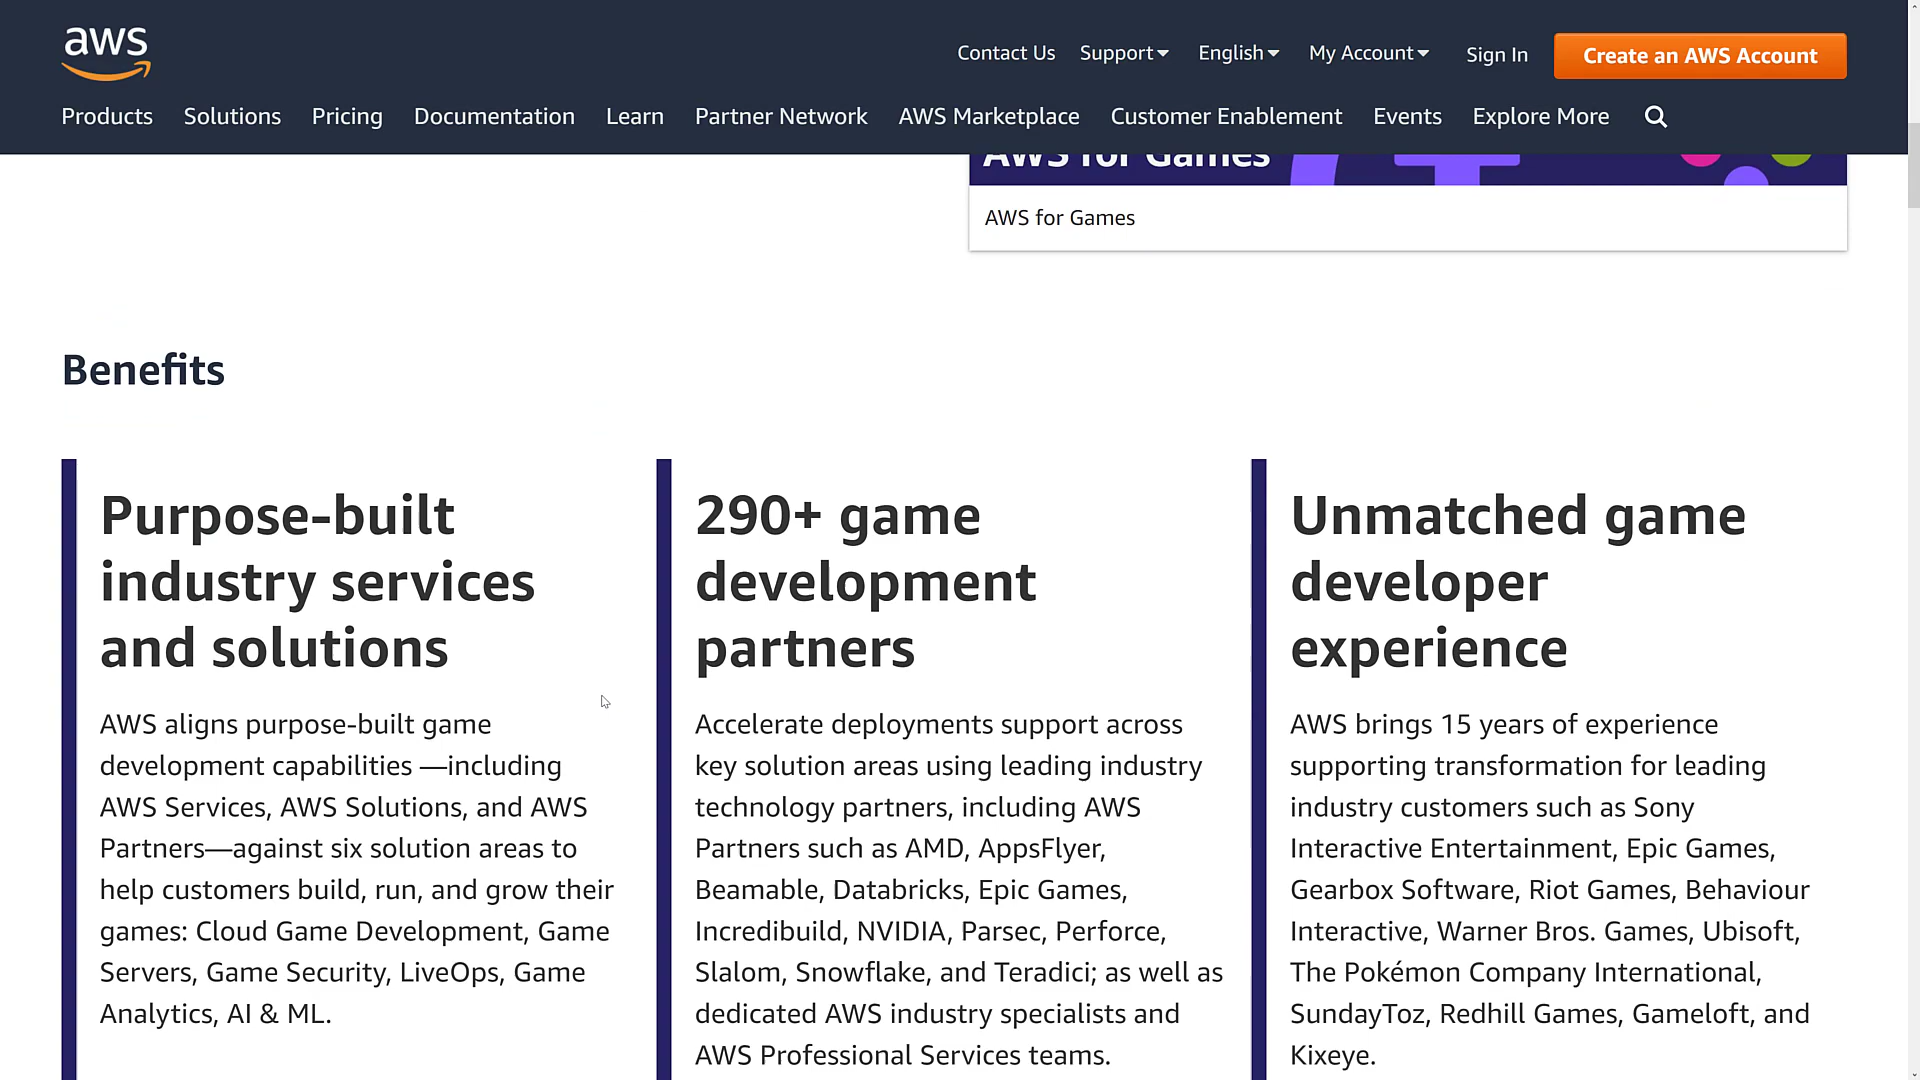 aws
Contact Us Support English My Account Sign In Create an AWS Account
Products Solutions Pricing Documentation Learn Partner Network AWS Marketplace Customer Enablement Events Explore More
AWS for Games
AWS for Games
Benefits
Purpose-built
industry services
and solutions
AWS aligns purpose-built game
development capabilities —including
AWS Services, AWS Solutions, and AWS
Partners—against six solution areas to
help customers build, run, and grow their
games: Cloud Game Development, Game
Servers, Game Security, LiveOps, Game
Analytics, AI & ML.
290+ game
development
partners
Accelerate deployments support across
key solution areas using leading industry
technology partners, including AWS
Partners such as AMD, AppsFlyer,
Beamable, Databricks, Epic Games,
Incredibuild, NVIDIA, Parsec, Perforce,
Slalom, Snowflake, and Teradici; as well as
dedicated AWS industry specialists and
AWS Professional Services teams.
Unmatched game
developer
experience
AWS brings 15 years of experience
supporting transformation for leading
industry customers such as Sony
Interactive Entertainment, Epic Games,
Gearbox Software, Riot Games, Behaviour
Interactive, Warner Bros. Games, Ubisoft,
The Pokémon Company International,
SundayToz, Redhill Games, Gameloft, and
Kixeye.